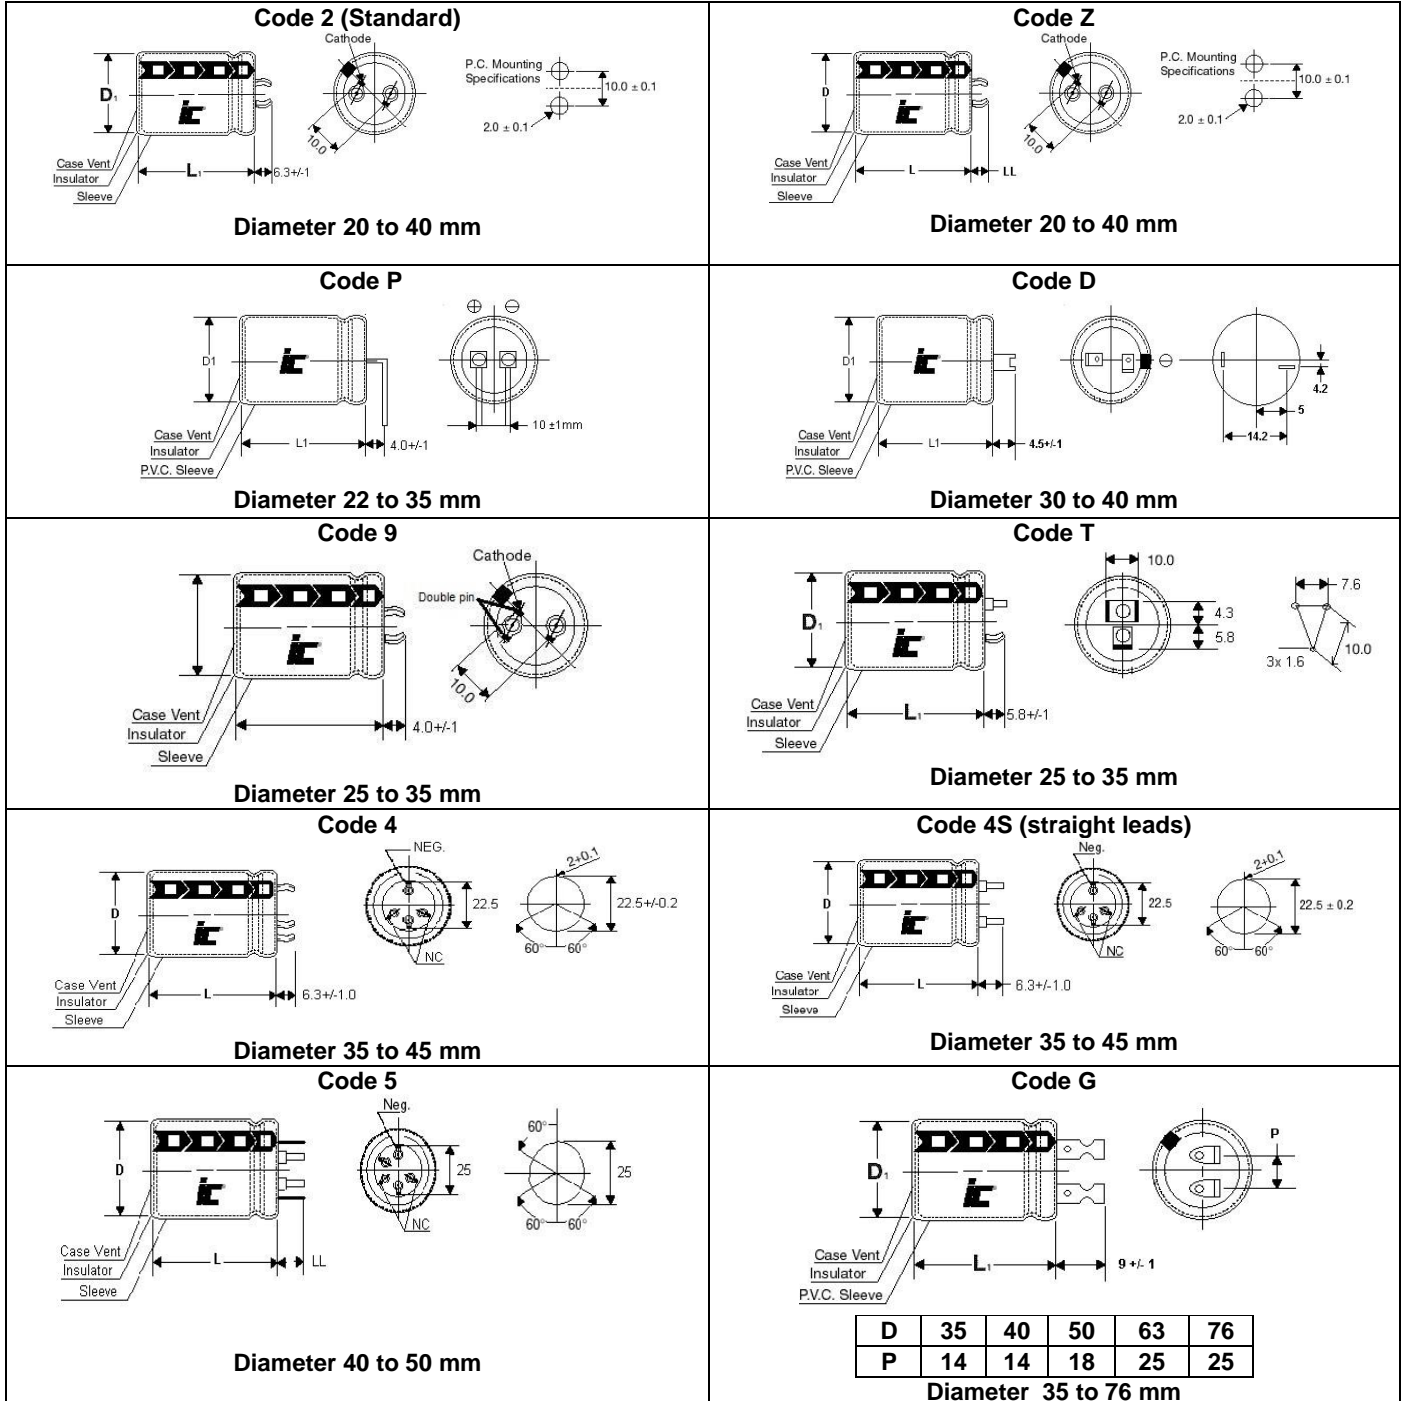 Code 2 (Standard)
Cathode
P.C. Mounting
Specifications
10.0 ± 0.1
2.0 ± 0.1
D1
10.0
Case Vent
Insulator
Sleeve
L1
6.3+/-1
iC
Diameter 20 to 40 mm
Code Z
Cathode
P.C. Mounting
Specifications
10.0 ± 0.1
2.0 ± 0.1
D
10.0
Case Vent
Insulator
Sleeve
L
LL
iC
Diameter 20 to 40 mm
Code P
D1
iC
10 ±1mm
Case Vent
Insulator
P.V.C. Sleeve
L1
4.0+/-1
Diameter 22 to 35 mm
Code D
D1
iC
4.2
5
14.2
Case Vent
Insulator
P.V.C. Sleeve
L1
4.5+/-1
Diameter 30 to 40 mm
Code 9
Cathode
Double pin
iC
10.0
Case Vent
Insulator
Sleeve
4.0+/-1
Diameter 25 to 35 mm
Code T
10.0
7.6
4.3
5.8
10.0
3x 1.6
D1
iC
Case Vent
Insulator
Sleeve
L1
5.8+/-1
Diameter 25 to 35 mm
Code 4
NEG.
2+0.1
D
22.5
22.5+/-0.2
iC
60° 60°
NC
Case Vent
Insulator
Sleeve
L
6.3+/-1.0
Diameter 35 to 45 mm
Code 4S (straight leads)
Neg.
2+0.1
D
22.5
22.5 ± 0.2
iC
60° 60°
NC
Case Vent
Insulator
Sleeve
L
6.3+/-1.0
Diameter 35 to 45 mm
Code 5
Neg.
60°
D
25
25
iC
60° 60°
NC
Case Vent
Insulator
Sleeve
L
LL
Diameter 40 to 50 mm
Code G
P
D1
iC
Case Vent
Insulator
P.V.C. Sleeve
L1
9 +/- 1
D 35 40 50 63 76
P 14 14 18 25 25
Diameter 35 to 76 mm